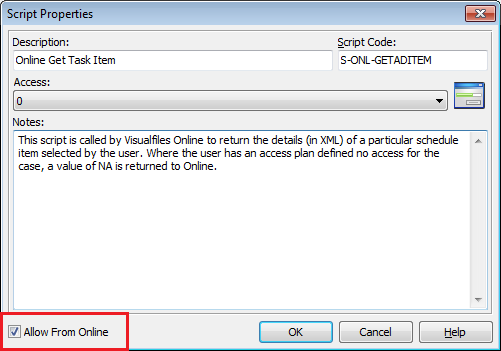 Script Properties
Description:
Script Code:
Online Get Task Item
S-ONL-GETADITEM
Access:
0
Notes:
This script is called by Visualfiles Online to return the details (in XML) of a particular schedule
item selected by the user. Where the user has an access plan defined no access for the
case, a value of NA is returned to Online.
Allow From Online
OK
Cancel
Help